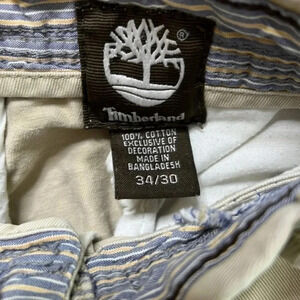 ®
Timberland
100% COTTON
EXCLUSIVE OF
DECORATION
MADE IN
BANGLADESH
34/30